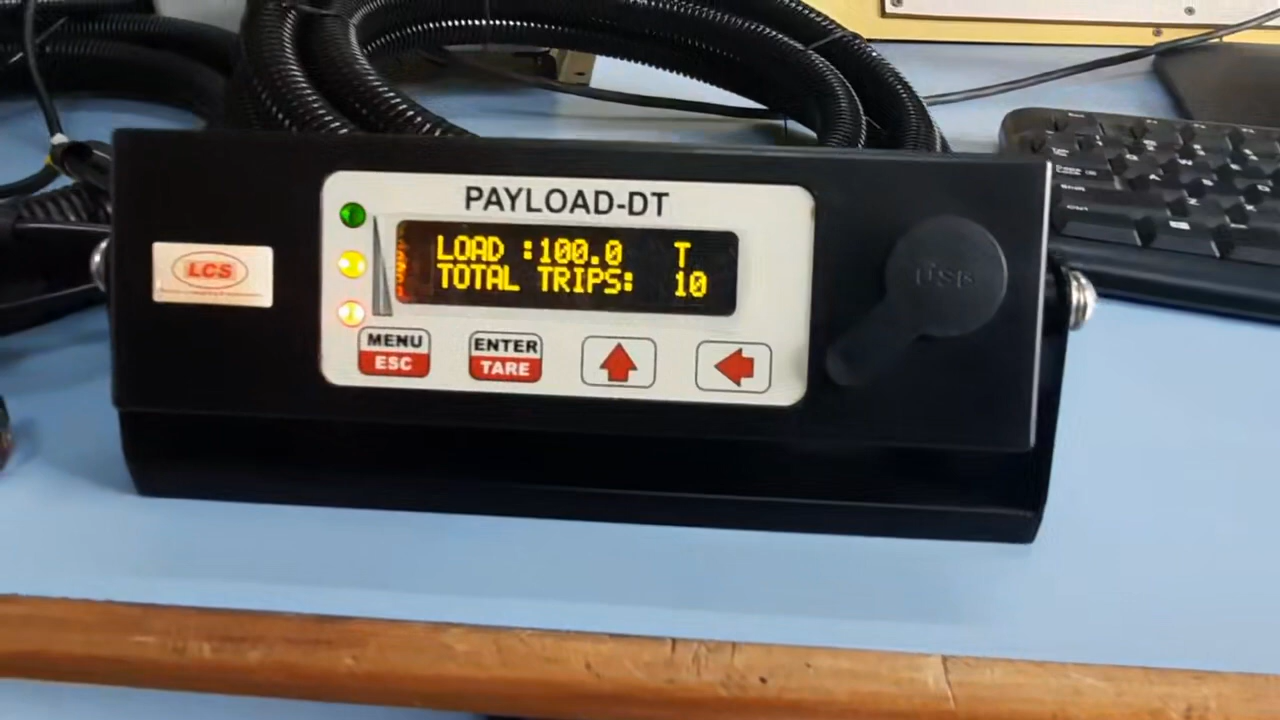 PAYLOAD-DT
LOAD :100.0 T
TOTAL TRIPS: 10
LCS
USB
MENU
ESC
ENTER
TARE